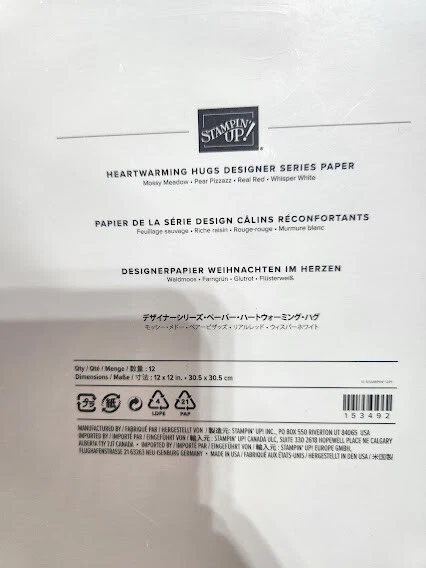 STAMPIN' UP!®
HEARTWARMING HUGS DESIGNER SERIES PAPER
Mossy Meadow • Pear Pizzazz • Real Red • Whisper White
PAPIER DE LA SÉRIE DESIGN CÂLINS RÉCONFORTANTS
Feuillage sauvage • Riche raisin • Rouge-rouge • Murmure blanc
DESIGNERPAPIER WEIHNACHTEN IM HERZEN
Waldmoos • Farngrün • Glutrot • Flüsterweiß
デザイナーシリーズ・ペーパー・ハートウォーミング・ハグ
モッシー・メドー・ペアーピザッズ・リアルレッド・ウィスパーホワイト
Qty / Qté / Menge / 数量 : 12
Dimensions / Maße / 寸法 : 12 x 12 in. • 30.5 x 30.5 cm
© STAMPIN' UP!
プラ 紙 4 LDPE 21 PAP
153492
MANUFACTURED BY / FABRIQUÉ PAR / HERGESTELLT VON / 製造元: STAMPIN' UP! INC., PO BOX 550 RIVERTON UT 84065 USA
IMPORTED BY / IMPORTÉ PAR / EINGEFÜHRT VON / 輸入元: STAMPIN' UP! CANADA ULC, SUITE 330 2618 HOPEWELL PLACE NE CALGARY
ALBERTA T1Y 7J7 CANADA • IMPORTED BY / IMPORTÉ PAR / EINGEFÜHRT VON / 輸入元: STAMPIN' UP! EUROPE GMBH,
FLUGHAFENSTRASSE 21 63263 NEU-ISENBURG GERMANY • MADE IN USA / FABRIQUÉ AUX ÉTATS-UNIS / HERGESTELLT IN DEN USA / 米国製